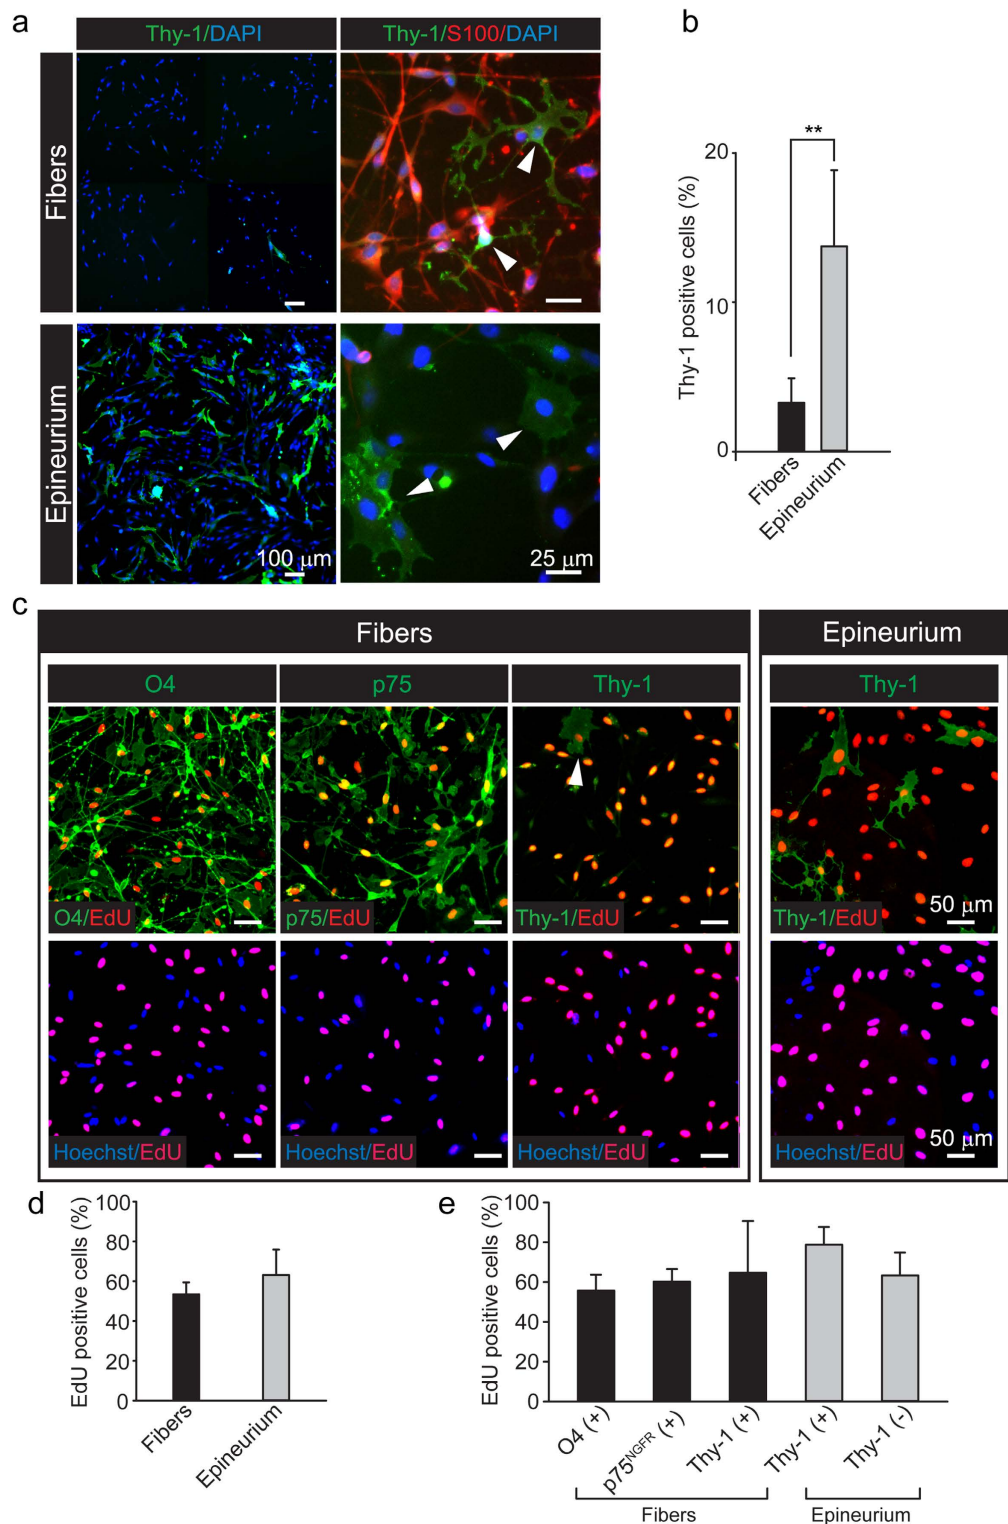 a
Thy-1/DAPI
Thy-1/S100/DAPI
Fibers
Epineurium
100 μm
25 μm
b
**
20
10
0
Thy-1 positive cells (%)
Fibers
Epineurium
c
Fibers
Epineurium
O4
p75
Thy-1
Thy-1
O4/EdU
p75/EdU
Thy-1/EdU
Thy-1/EdU
50 μm
Hoechst/EdU
Hoechst/EdU
Hoechst/EdU
Hoechst/EdU
50 μm
d
100
80
60
40
20
0
EdU positive cells (%)
Fibers
Epineurium
e
100
80
60
40
20
0
EdU positive cells (%)
O4 (+)
p75NGFR (+)
Thy-1 (+)
Thy-1 (+)
Thy-1 (-)
Fibers
Epineurium